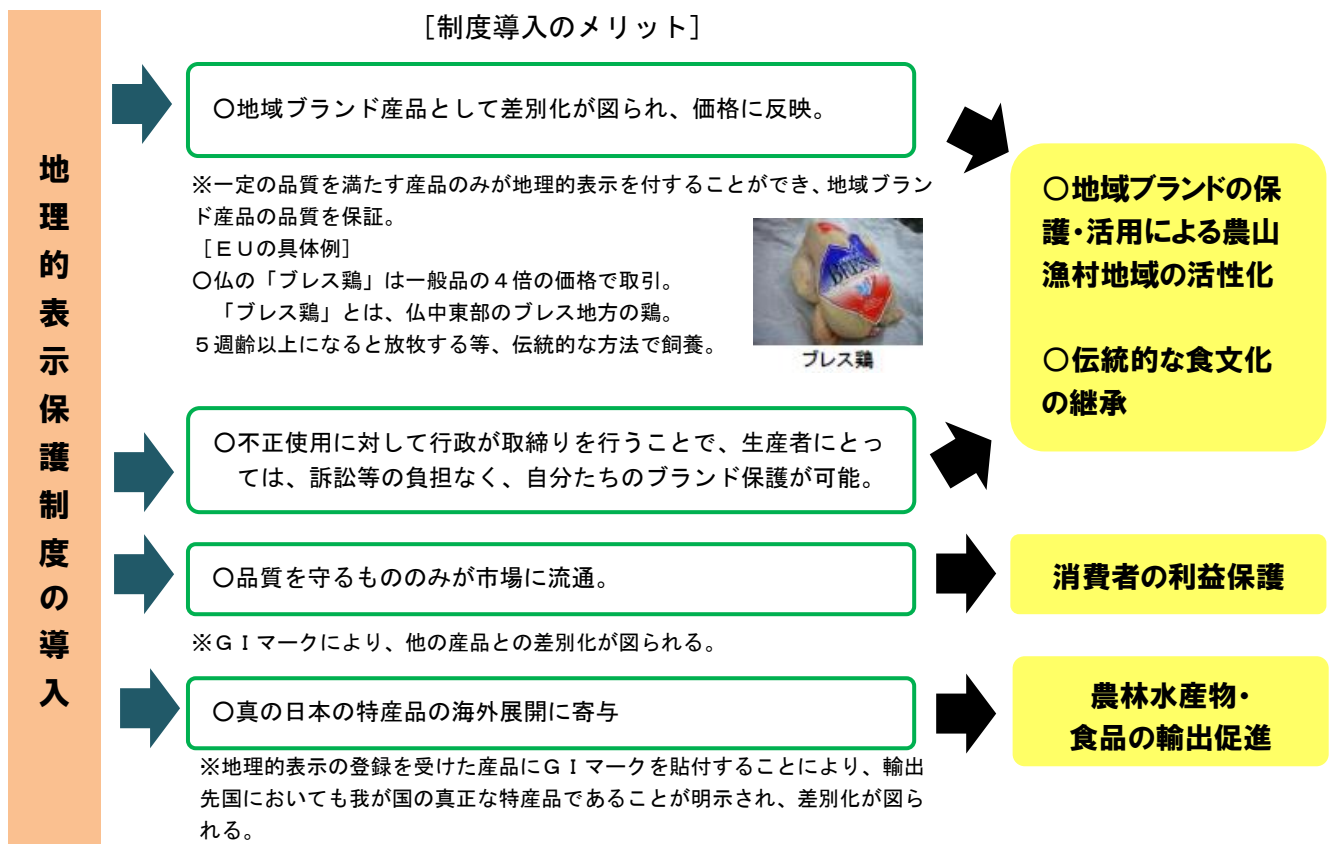 [制度導入のメリット]
地理的表示保護制度の導入
〇地域ブランド産品として差別化が図られ、価格に反映。
※一定の品質を満たす産品のみが地理的表示を付することができ、地域ブラン
ド産品の品質を保証。
[ＥＵの具体例]
〇仏の「ブレス鶏」は一般品の４倍の価格で取引。
「ブレス鶏」とは、仏中東部のブレス地方の鶏。
５週齢以上になると放牧する等、伝統的な方法で飼養。
ブレス鶏
〇不正使用に対して行政が取締りを行うことで、生産者にとっ
ては、訴訟等の負担なく、自分たちのブランド保護が可能。
〇地域ブランドの保
護・活用による農山
漁村地域の活性化
〇伝統的な食文化
の継承
〇品質を守るもののみが市場に流通。
※ＧＩマークにより、他の産品との差別化が図られる。
消費者の利益保護
〇真の日本の特産品の海外展開に寄与
※地理的表示の登録を受けた産品にＧＩマークを貼付することにより、輸出
先国においても我が国の真正な特産品であることが明示され、差別化が図ら
れる。
農林水産物・
食品の輸出促進